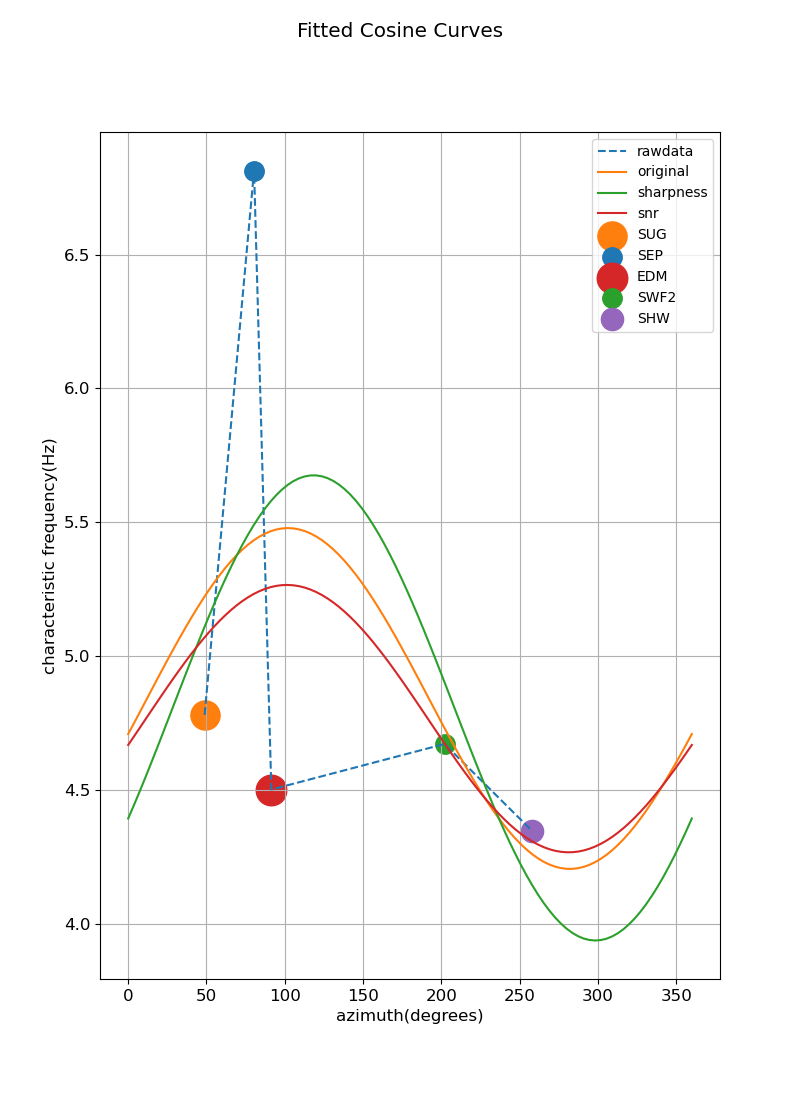 Fitted Cosine Curves
rawdata
original
sharpness
snr
SUG
SEP
EDM
SWF2
SHW
6.5
6.0
5.5
5.0
4.5
4.0
characteristic frequency(Hz)
0 50 100 150 200 250 300 350
azimuth(degrees)